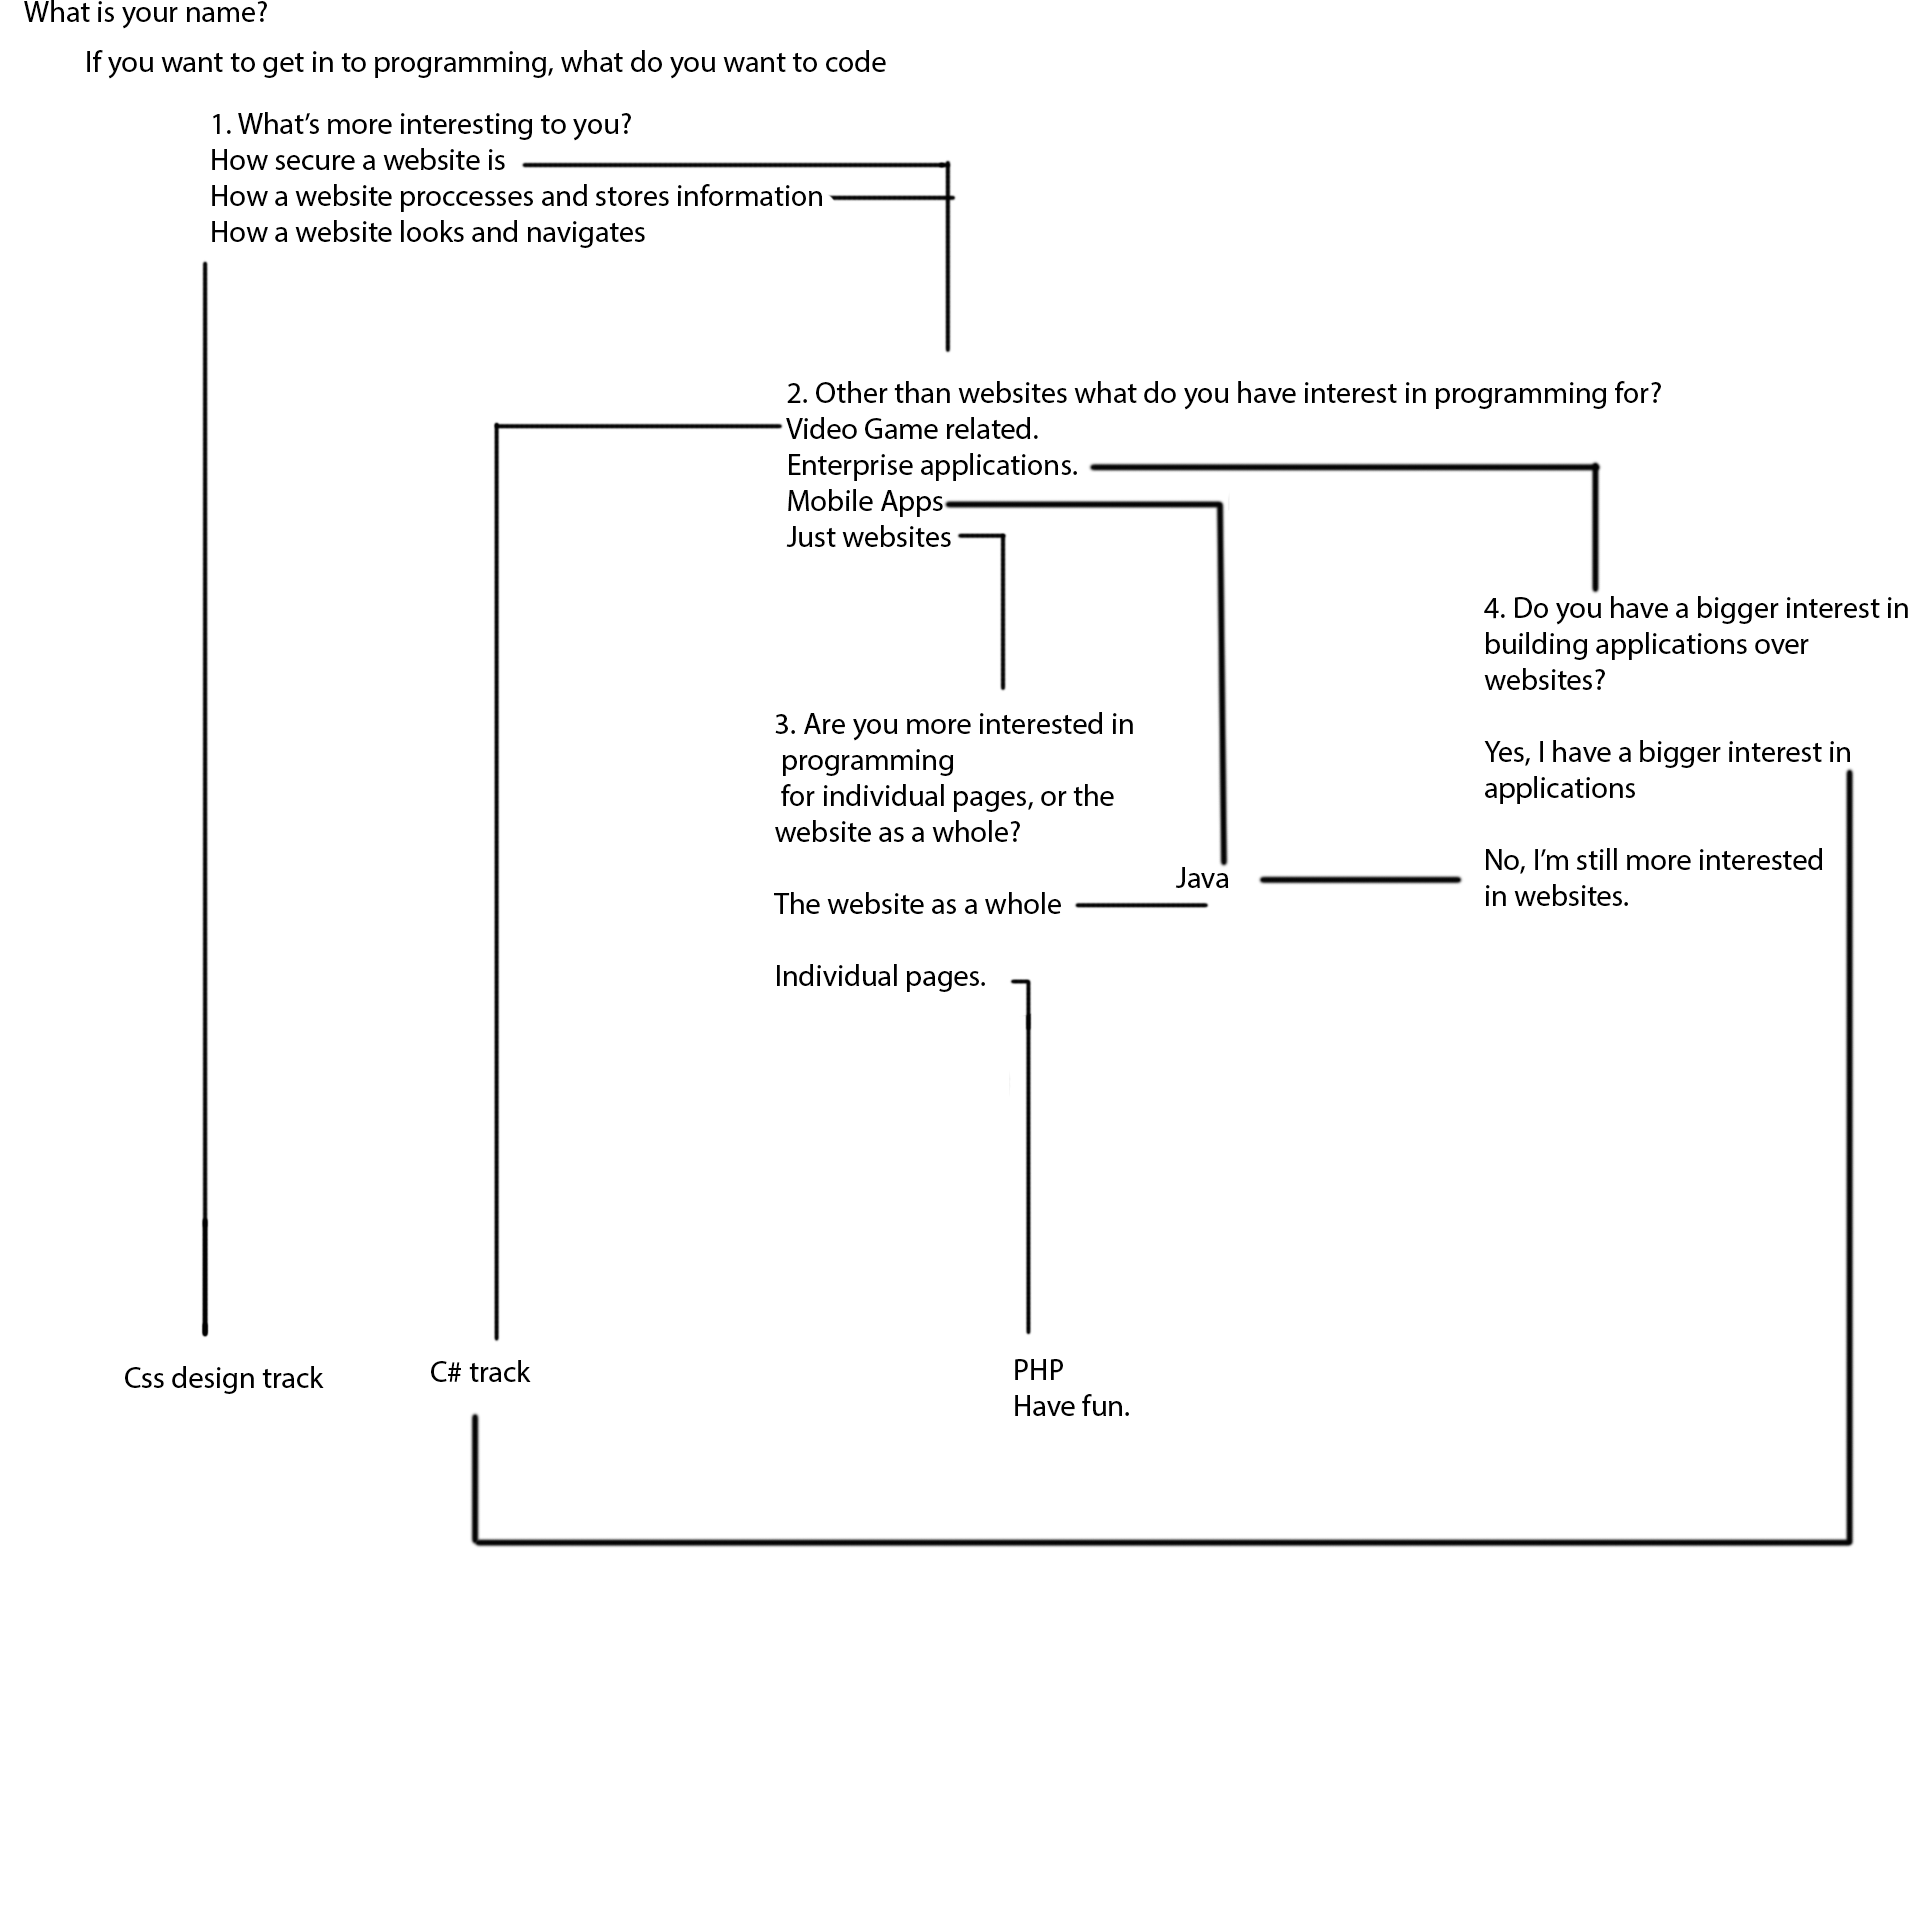 What is your name?
If you want to get in to programming, what do you want to code
1. What's more interesting to you?
How secure a website is
How a website proccesses and stores information
How a website looks and navigates
2. Other than websites what do you have interest in programming for?
Video Game related.
Enterprise applications.
Mobile Apps
Just websites
4. Do you have a bigger interest in
building applications over
websites?
Yes, I have a bigger interest in
applications
No, I'm still more interested
in websites.
3. Are you more interested in
programming
for individual pages, or the
website as a whole?
Java
The website as a whole
Individual pages.
Css design track
C# track
PHP
Have fun.